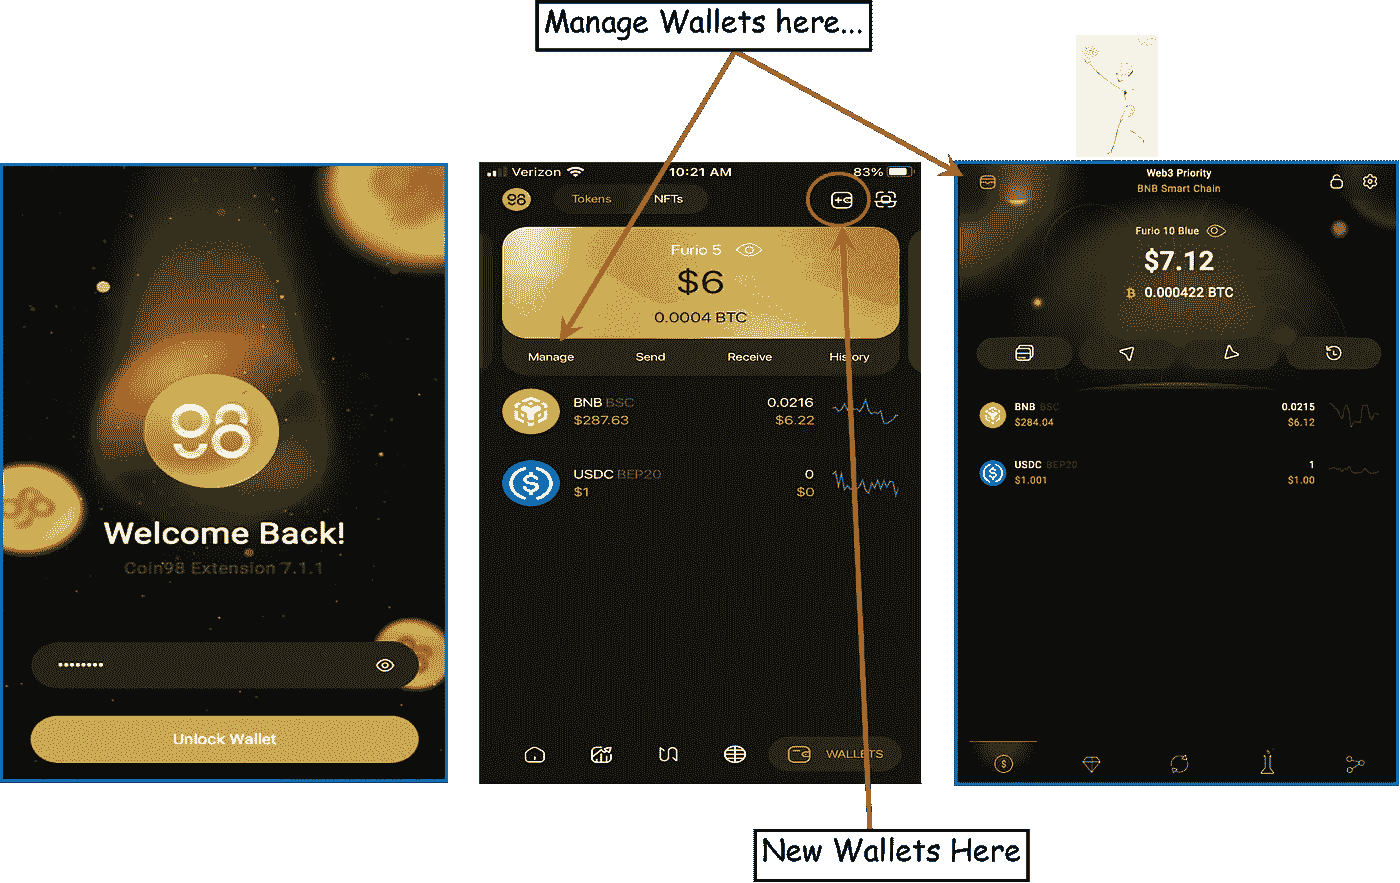 Manage Wallets here...
98
Welcome Back!
Coin98 Extension 7.1.1
Unlock Wallet
Verizon 10:21 AM 83%
98 Tokens NFTs
Furio 5
$6
0.0004 BTC
Manage Send Receive History
BNB BSC 0.0216
$287.63 $6.22
USDC BEP20 0
$1 $0
WALLETS
Web3 Priority
BNB Smart Chain
Furio 10 Blue
$7.12
0.000422 BTC
BNB BSC 0.0215
$284.04 $6.12
USDC BEP20 1
$1.001 $1.00
New Wallets Here